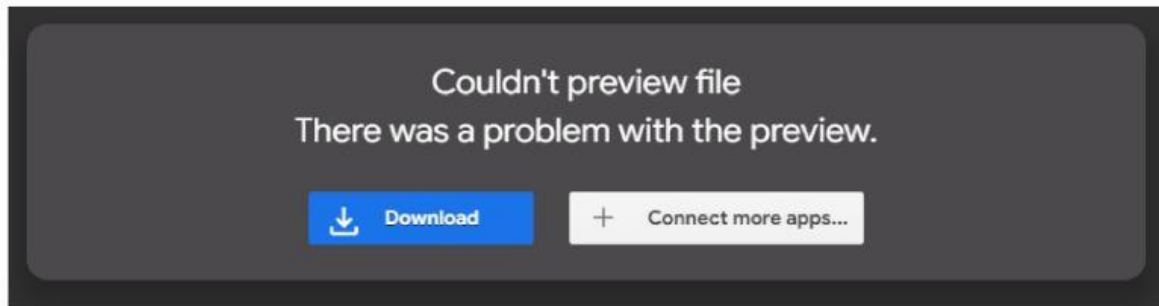 Couldn't preview file
There was a problem with the preview.
Download
Connect more apps...